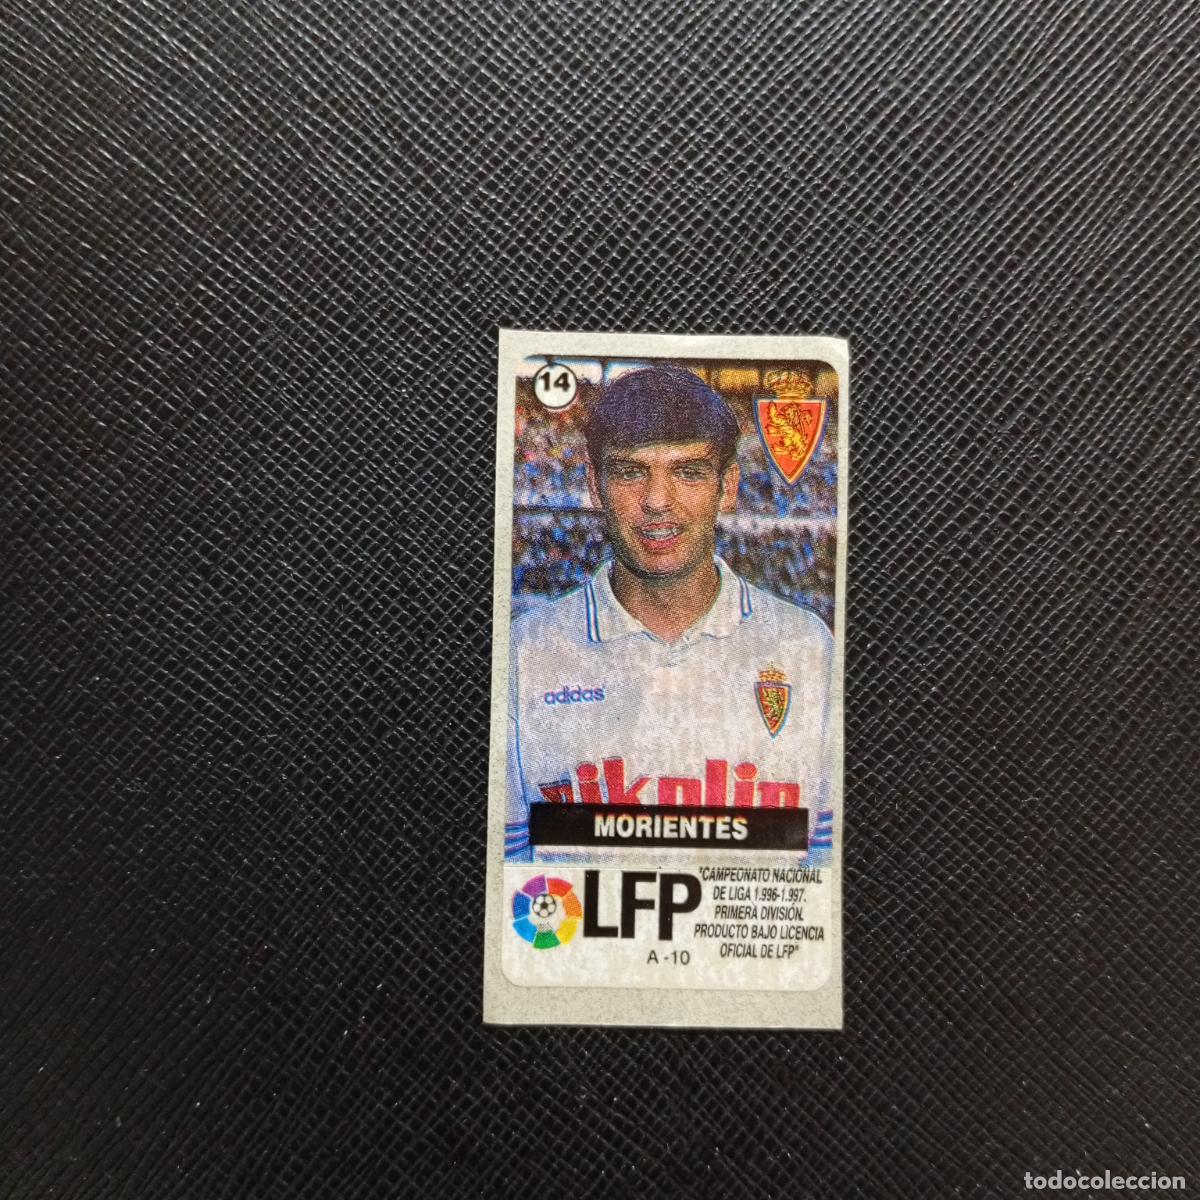 14
adidas
MORIENTES
LFP
"CAMPEONATO NACIONAL
DE LIGA 1.996-1.997.
PRIMERA DIVISIÓN.
PRODUCTO BAJO LICENCIA
OFICIAL DE LFP"
A -10
todocoleccion